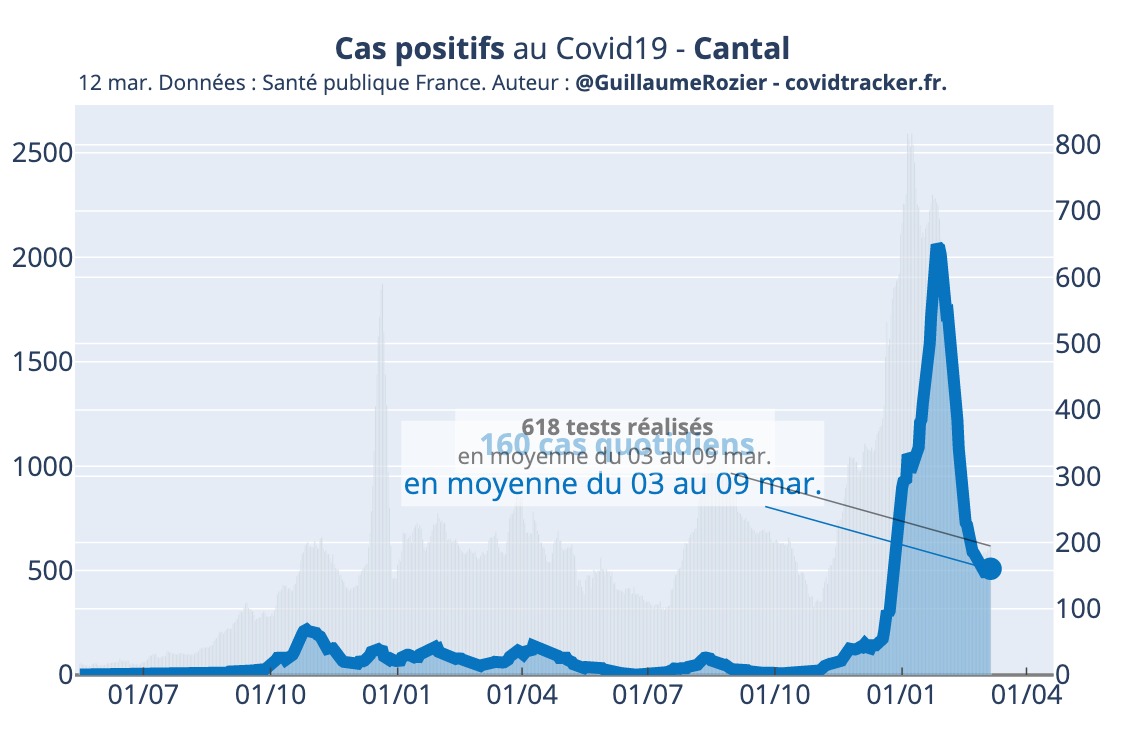 Cas positifs au Covid19 - Cantal
12 mar. Données : Santé publique France. Auteur : @GuillaumeRozier - covidtracker.fr.
2500
2000
1500
1000
500
0
800
700
600
500
400
300
200
100
0
618 tests réalisés
160 cas quotidiens
en moyenne du 03 au 09 mar.
en moyenne du 03 au 09 mar.
01/07 01/10 01/01 01/04 01/07 01/10 01/01 01/04